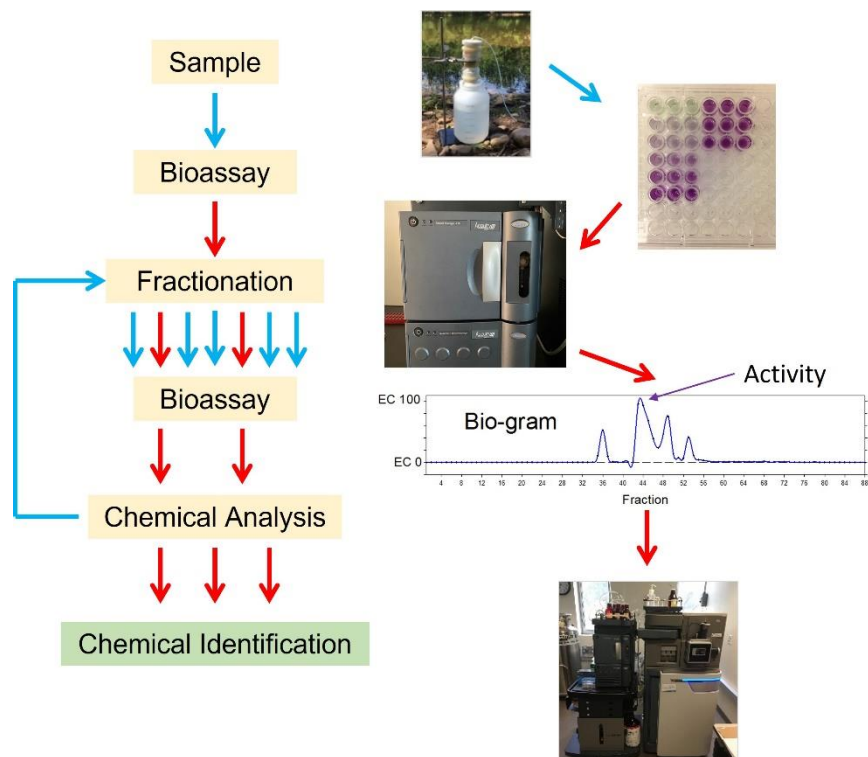 Sample
Bioassay
Fractionation
Bioassay
Chemical Analysis
Chemical Identification
Activity
EC 100
Bio-gram
EC 0
4 8 12 16 20 24 28 32 36 40 44 48 52 56 60 64 68 72 76 80 84 88
Fraction